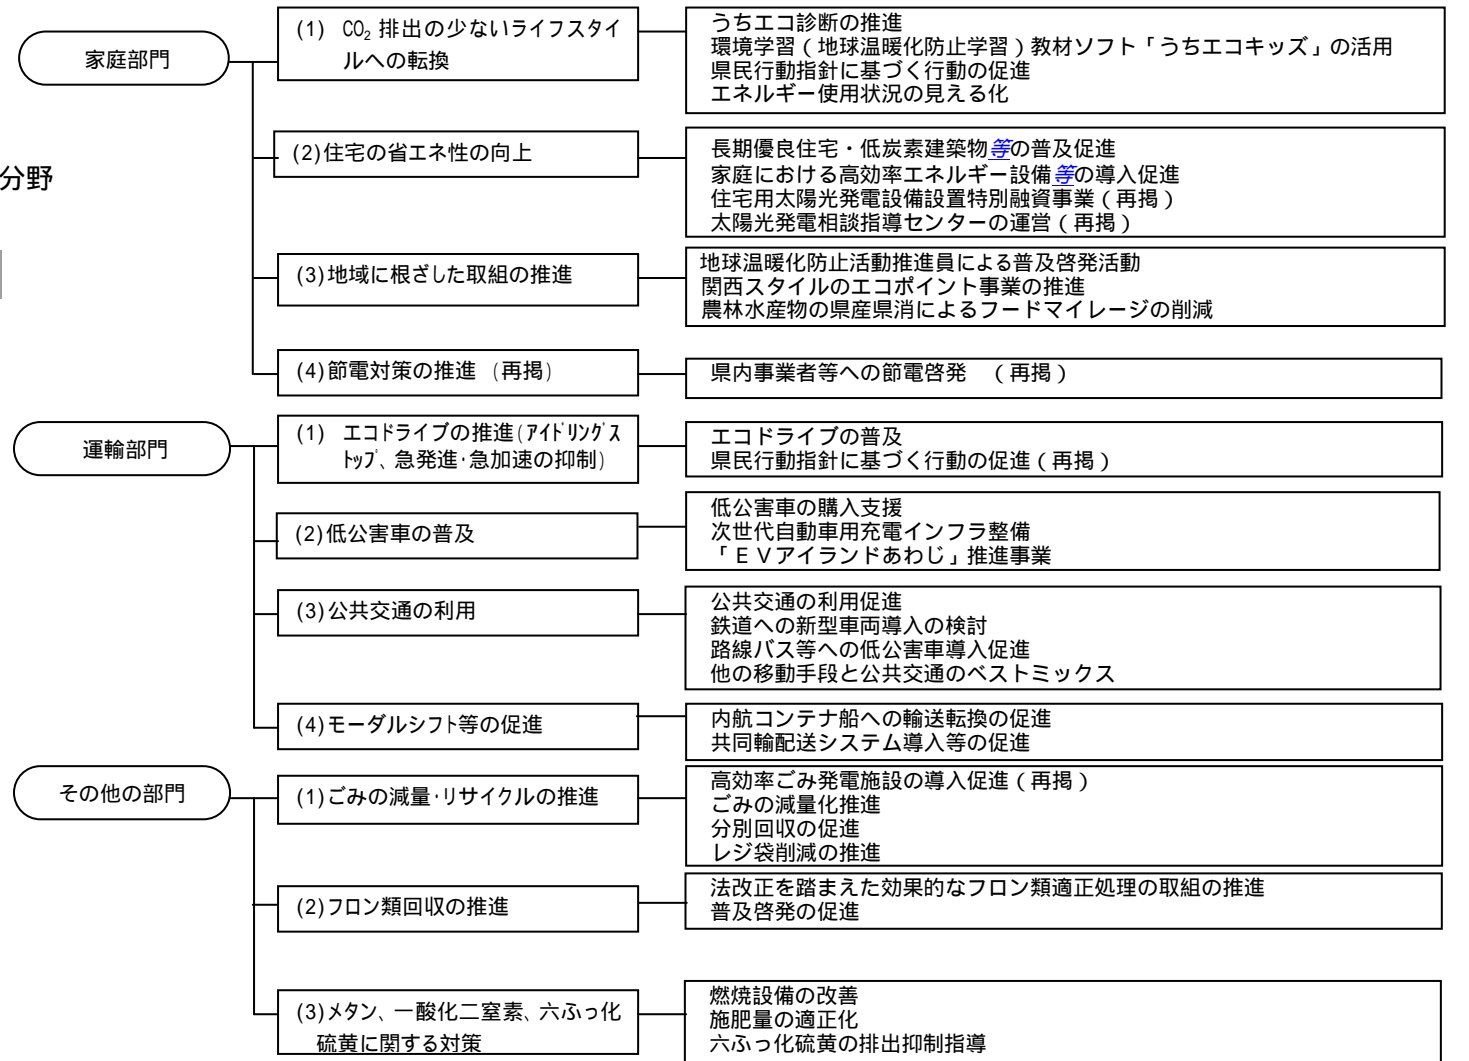 分野
家庭部門
(1) CO₂ 排出の少ないライフスタイ
ルへの転換
うちエコ診断の推進
環境学習(地球温暖化防止学習)教材ソフト「うちエコキッズ」の活用
県民行動指針に基づく行動の促進
エネルギー使用状況の見える化
(2)住宅の省エネ性の向上
長期優良住宅・低炭素建築物等の普及促進
家庭における高効率エネルギー設備等の導入促進
住宅用太陽光発電設備設置特別融資事業(再掲)
太陽光発電相談指導センターの運営(再掲)
(3)地域に根ざした取組の推進
地球温暖化防止活動推進員による普及啓発活動
関西スタイルのエコポイント事業の推進
農林水産物の県産県消によるフードマイレージの削減
(4)節電対策の推進 (再掲)
県内事業者等への節電啓発 (再掲)
運輸部門
(1) エコドライブの推進(ｱｲﾄﾞﾘﾝｸﾞｽ
ﾄｯﾌﾟ、急発進･急加速の抑制)
エコドライブの普及
県民行動指針に基づく行動の促進(再掲)
(2)低公害車の普及
低公害車の購入支援
次世代自動車用充電インフラ整備
「ＥＶアイランドあわじ」推進事業
(3)公共交通の利用
公共交通の利用促進
鉄道への新型車両導入の検討
路線バス等への低公害車導入促進
他の移動手段と公共交通のベストミックス
(4)モーダルシフト等の促進
内航コンテナ船への輸送転換の促進
共同輸配送システム導入等の促進
その他の部門
(1)ごみの減量･リサイクルの推進
高効率ごみ発電施設の導入促進(再掲)
ごみの減量化推進
分別回収の促進
レジ袋削減の推進
(2)フロン類回収の推進
法改正を踏まえた効果的なフロン類適正処理の取組の推進
普及啓発の促進
(3)メタン、一酸化二窒素、六ふっ化
硫黄に関する対策
燃焼設備の改善
施肥量の適正化
六ふっ化硫黄の排出抑制指導